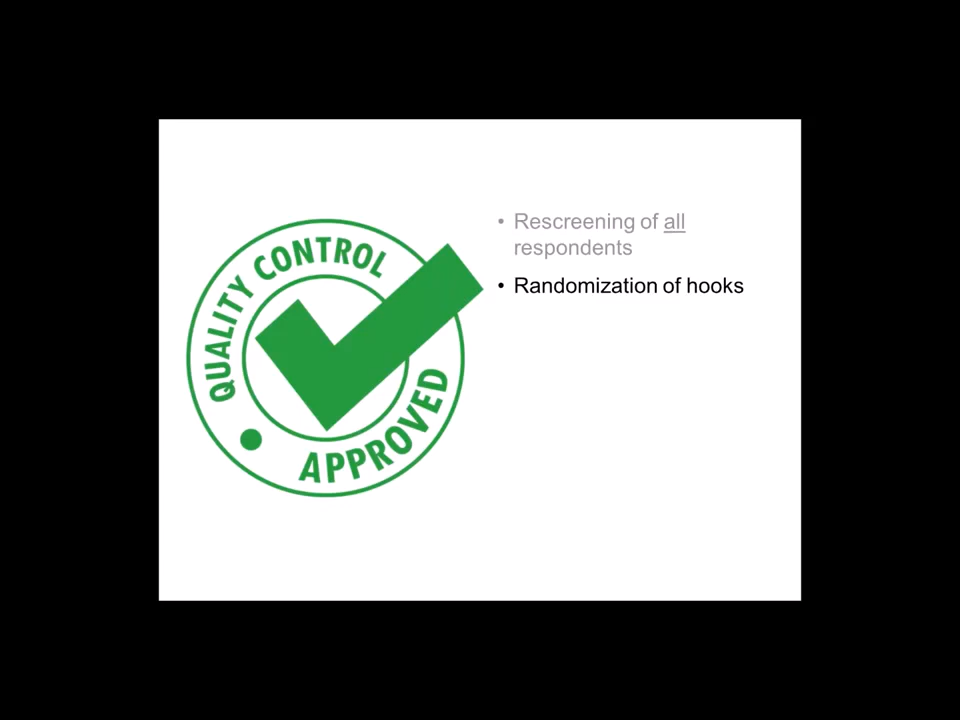 QUALITY CONTROL
APPROVED
• Rescreening of all
respondents
• Randomization of hooks